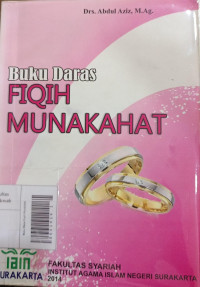 Drs. Abdul Aziz, M.Ag.
Buku Daras
FIQIH
MUNAKAHAT
iain
SURAKARTA
FAKULTAS SYARIAH
INSTITUT AGAMA ISLAM NEGERI SURAKARTA
2014